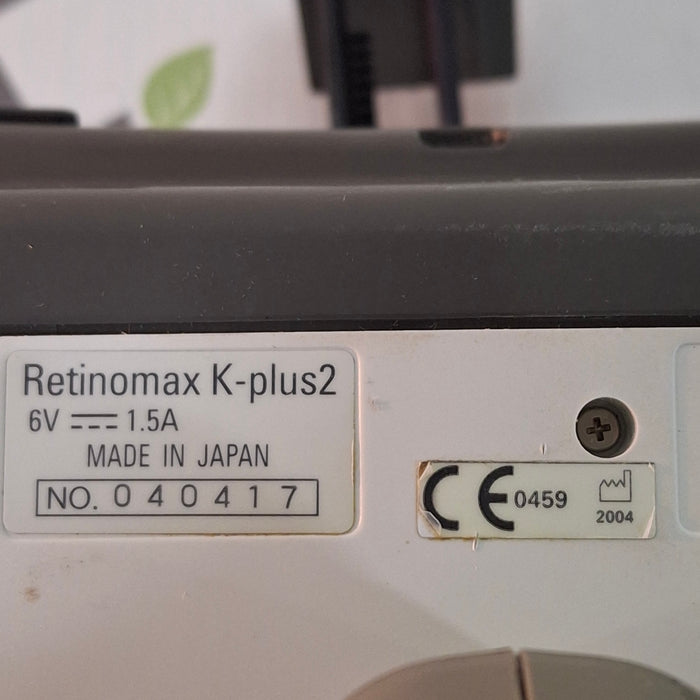 Retinomax K-plus2
6V ⎓ 1.5A
MADE IN JAPAN
NO. 040417
CE 0459
2004